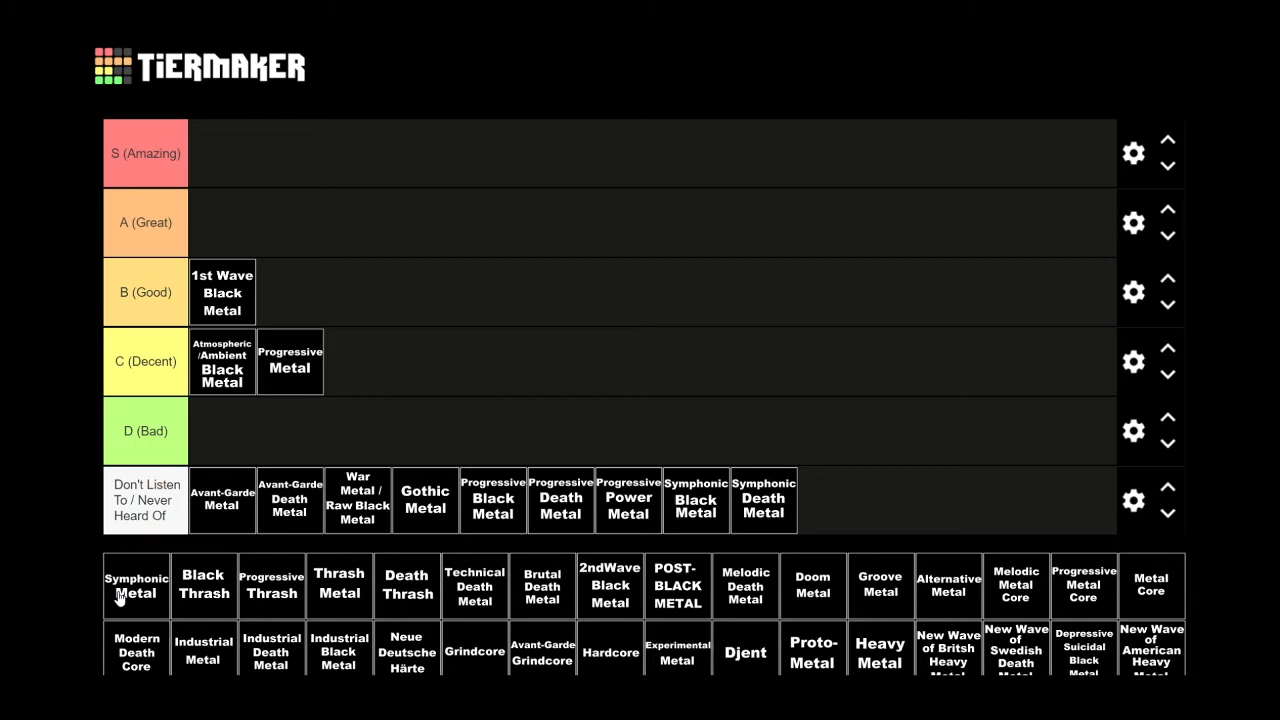 TiERMAKER
S (Amazing)
A (Great)
B (Good)
1st Wave
Black
Metal
C (Decent)
Atmospheric
/Ambient
Black
Metal
Progressive
Metal
D (Bad)
Don't Listen
To / Never
Heard Of
Avant-Garde
Metal
Avant-Garde
Death
Metal
War
Metal /
Raw Black
Metal
Gothic
Metal
Progressive
Black
Metal
Progressive
Death
Metal
Progressive
Power
Metal
Symphonic
Black
Metal
Symphonic
Death
Metal
Symphonic
Metal
Black
Thrash
Progressive
Thrash
Thrash
Metal
Death
Thrash
Technical
Death
Metal
Brutal
Death
Metal
2ndWave
Black
Metal
POST-
BLACK
METAL
Melodic
Death
Metal
Doom
Metal
Groove
Metal
Alternative
Metal
Melodic
Metal
Core
Progressive
Metal
Core
Metal
Core
Modern
Death
Core
Industrial
Metal
Industrial
Death
Metal
Industrial
Black
Metal
Neue
Deutsche
Härte
Grindcore
Avant-Garde
Grindcore
Hardcore
Experimental
Metal
Djent
Proto-
Metal
Heavy
Metal
New Wave
of Britsh
Heavy
Metal
New Wave
of
Swedish
Death
Metal
Depressive
Suicidal
Black
Metal
New Wave
of
American
Heavy
Metal